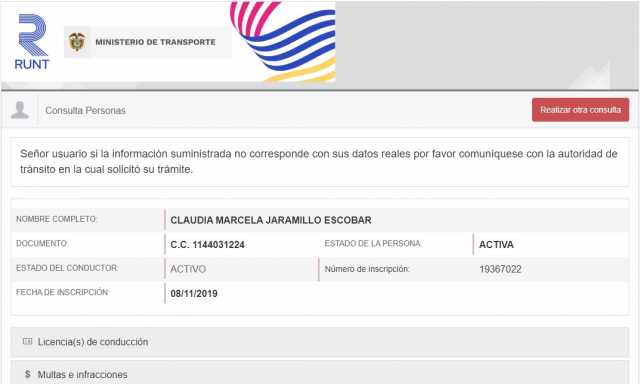 RUNT
MINISTERIO DE TRANSPORTE
Consulta Personas
Realizar otra consulta
Señor usuario si la información suministrada no corresponde con sus datos reales por favor comuníquese con la autoridad de
tránsito en la cual solicitó su trámite.
NOMBRE COMPLETO: CLAUDIA MARCELA JARAMILLO ESCOBAR
DOCUMENTO: C.C. 1144031224 ESTADO DE LA PERSONA: ACTIVA
ESTADO DEL CONDUCTOR: ACTIVO Número de inscripción: 19367022
FECHA DE INSCRIPCIÓN: 08/11/2019
Licencia(s) de conducción
$ Multas e infracciones